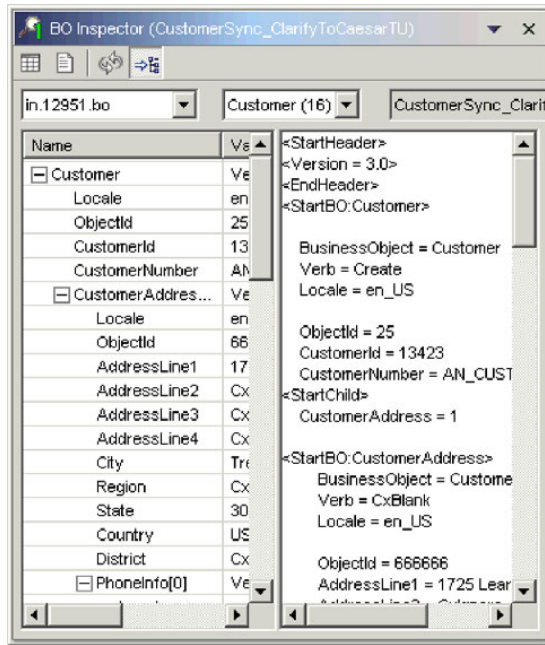 BO Inspector (CustomerSync_ClarifyToCaesarTU)
in.12951.bo Customer (16) CustomerSync_Clarif
Name Va
Customer Ve
Locale en
ObjectId 25
CustomerId 13
CustomerNumber AN
CustomerAddres... Ve
Locale en
ObjectId 66
AddressLine1 17
AddressLine2 Cx
AddressLine3 Cx
AddressLine4 Cx
City Tre
Region Cx
State 30
Country US
District Cx
PhoneInfo[0] Ve
<StartHeader>
<Version = 3.0>
<EndHeader>
<StartBO:Customer>
BusinessObject = Customer
Verb = Create
Locale = en_US
ObjectId = 25
CustomerId = 13423
CustomerNumber = AN_CUST
<StartChild>
CustomerAddress = 1
<StartBO:CustomerAddress>
BusinessObject = Custome
Verb = CxBlank
Locale = en_US
ObjectId = 666666
AddressLine1 = 1725 Lear